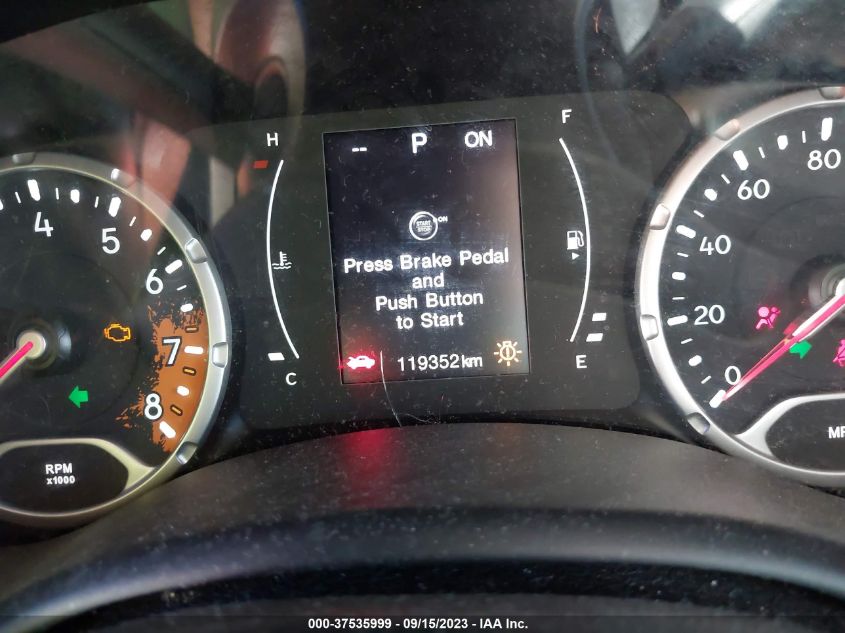 H
-- P ON
F
START
STOP
ON
Press Brake Pedal
and
Push Button
to Start
119352km
C
E
4
5
6
7
8
RPM
x1000
0
20
40
60
80
000-37535999 - 09/15/2023 - IAA Inc.